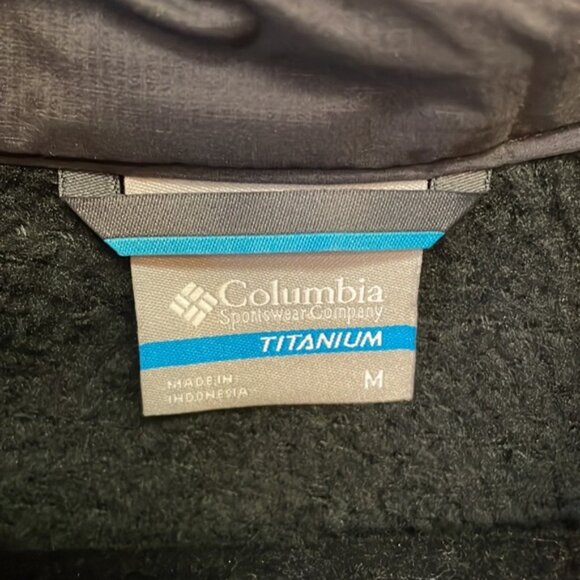 Columbia
Sportswear Company
TITANIUM
MADE IN
INDONESIA
M